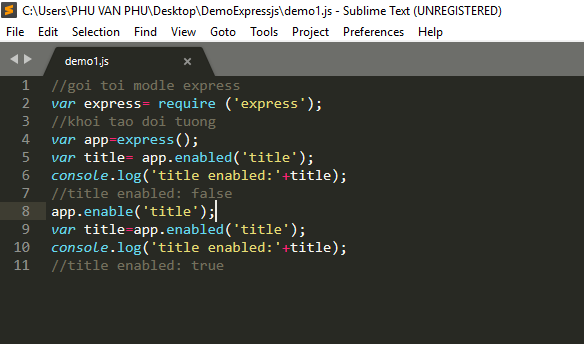 C:\Users\PHU VAN PHU\Desktop\DemoExpressjs\demo1.js - Sublime Text (UNREGISTERED)
File Edit Selection Find View Goto Tools Project Preferences Help
demo1.js ×
1 //goi toi modle express
2 var express= require ('express');
3 //khoi tao doi tuong
4 var app=express();
5 var title= app.enabled('title');
6 console.log('title enabled:'+title);
7 //title enabled: false
8 app.enable('title');
9 var title=app.enabled('title');
10 console.log('title enabled:'+title);
11 //title enabled: true